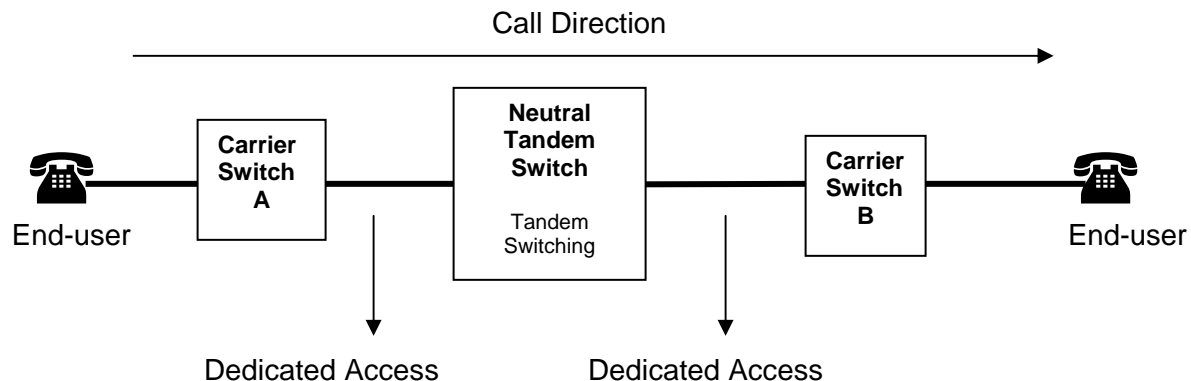 Call Direction
Neutral
Tandem
Switch
Tandem
Switching
Carrier
Switch
A
Carrier
Switch
B
End-user
End-user
Dedicated Access
Dedicated Access